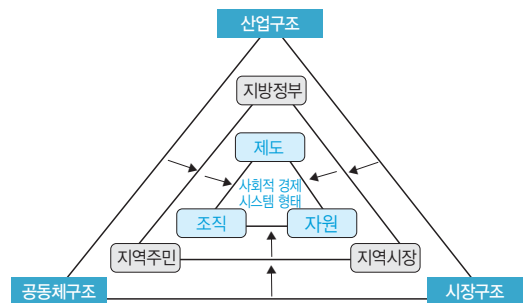 산업구조
지방정부
제도
사회적 경제
시스템 형태
조직
자원
지역주민
지역시장
공동체구조
시장구조